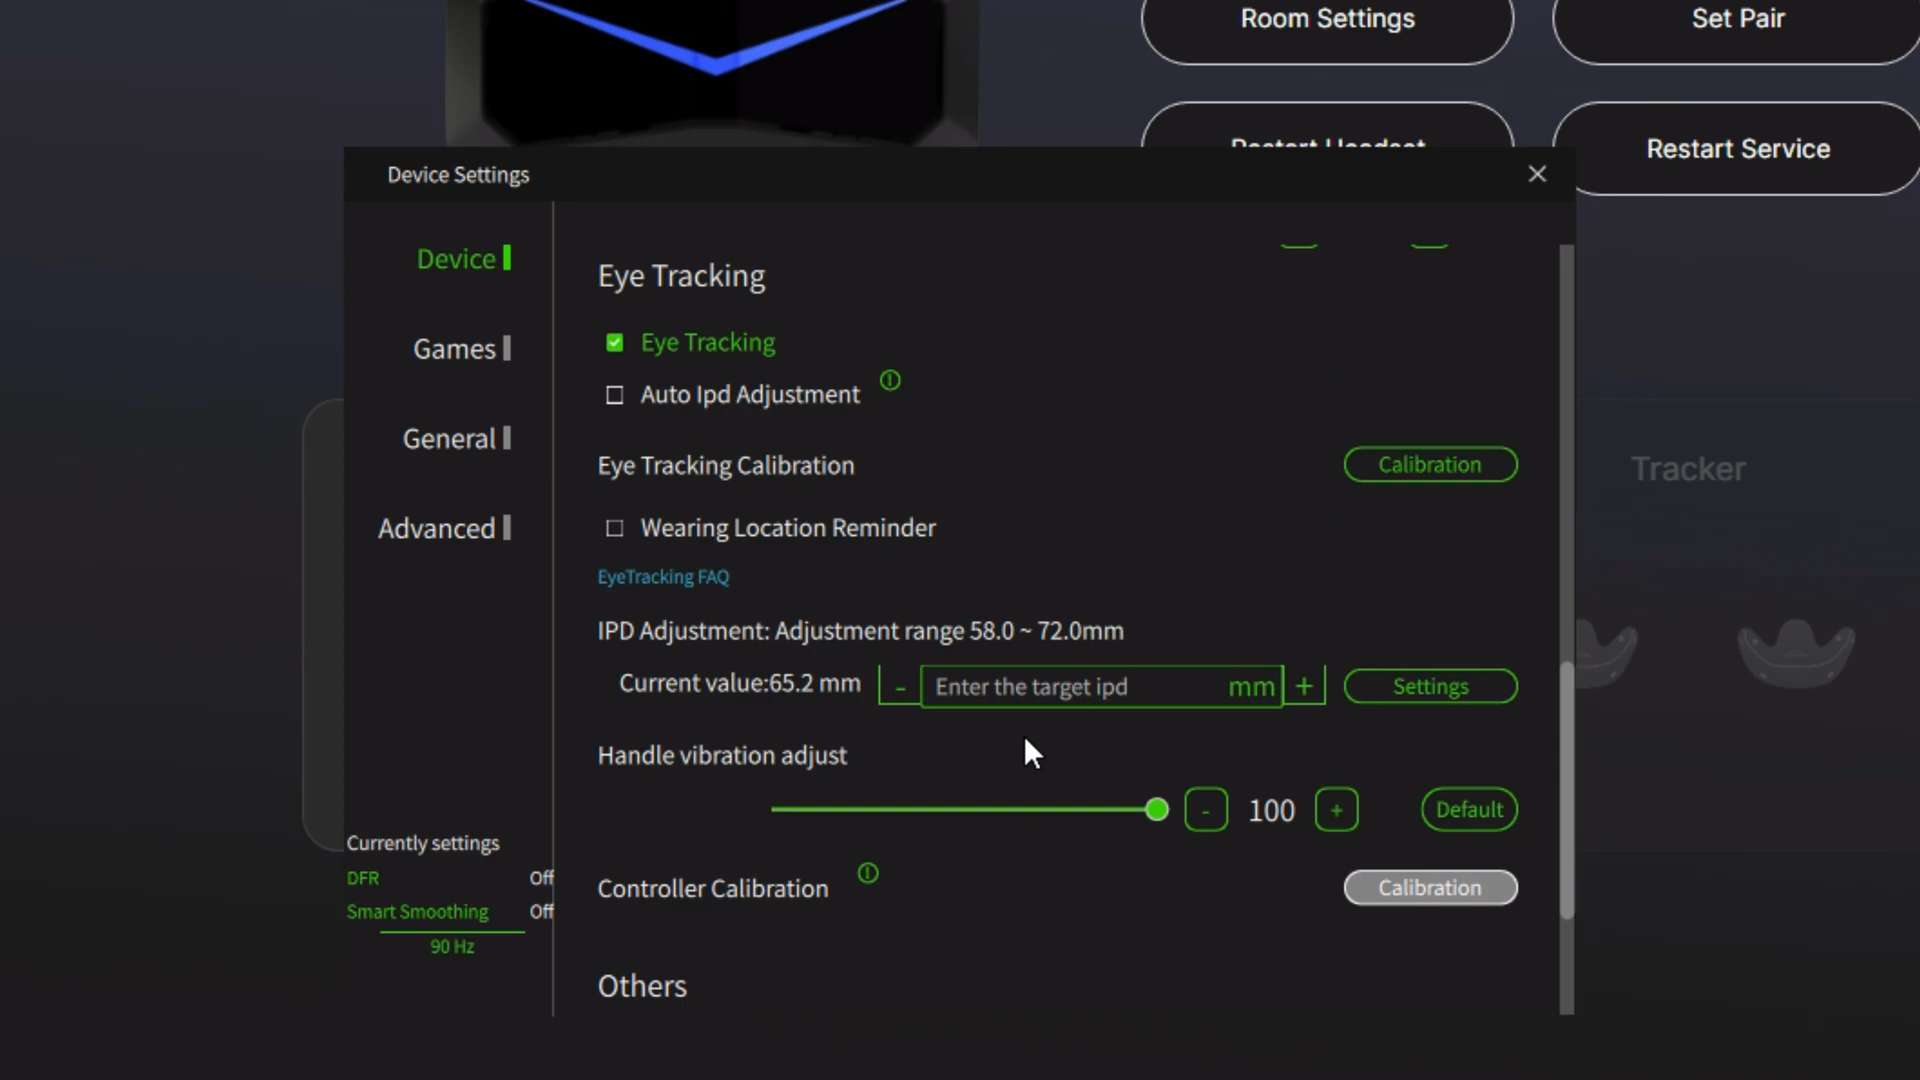 Room Settings
Set Pair
Restart Headset
Restart Service
Device Settings
Device
Games
General
Advanced
Eye Tracking
Eye Tracking
Auto Ipd Adjustment
Eye Tracking Calibration
Calibration
Wearing Location Reminder
EyeTracking FAQ
IPD Adjustment: Adjustment range 58.0 ~ 72.0mm
Current value:65.2 mm - Enter the target ipd mm + Settings
Handle vibration adjust
- 100 + Default
Controller Calibration
Calibration
Others
Currently settings
DFR Off
Smart Smoothing Off
90 Hz
Tracker